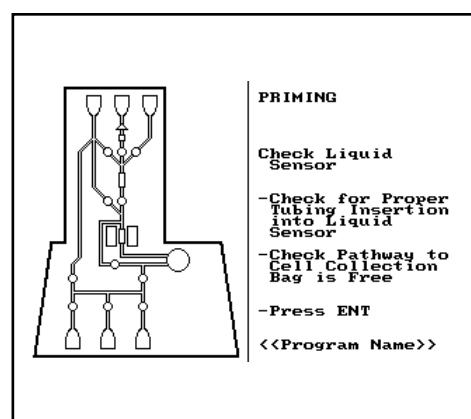 PRIMING
Check Liquid
Sensor
-Check for Proper
Tubing Insertion
into Liquid
Sensor
-Check Pathway to
Cell Collection
Bag is Free
-Press ENT
<<Program Name>>